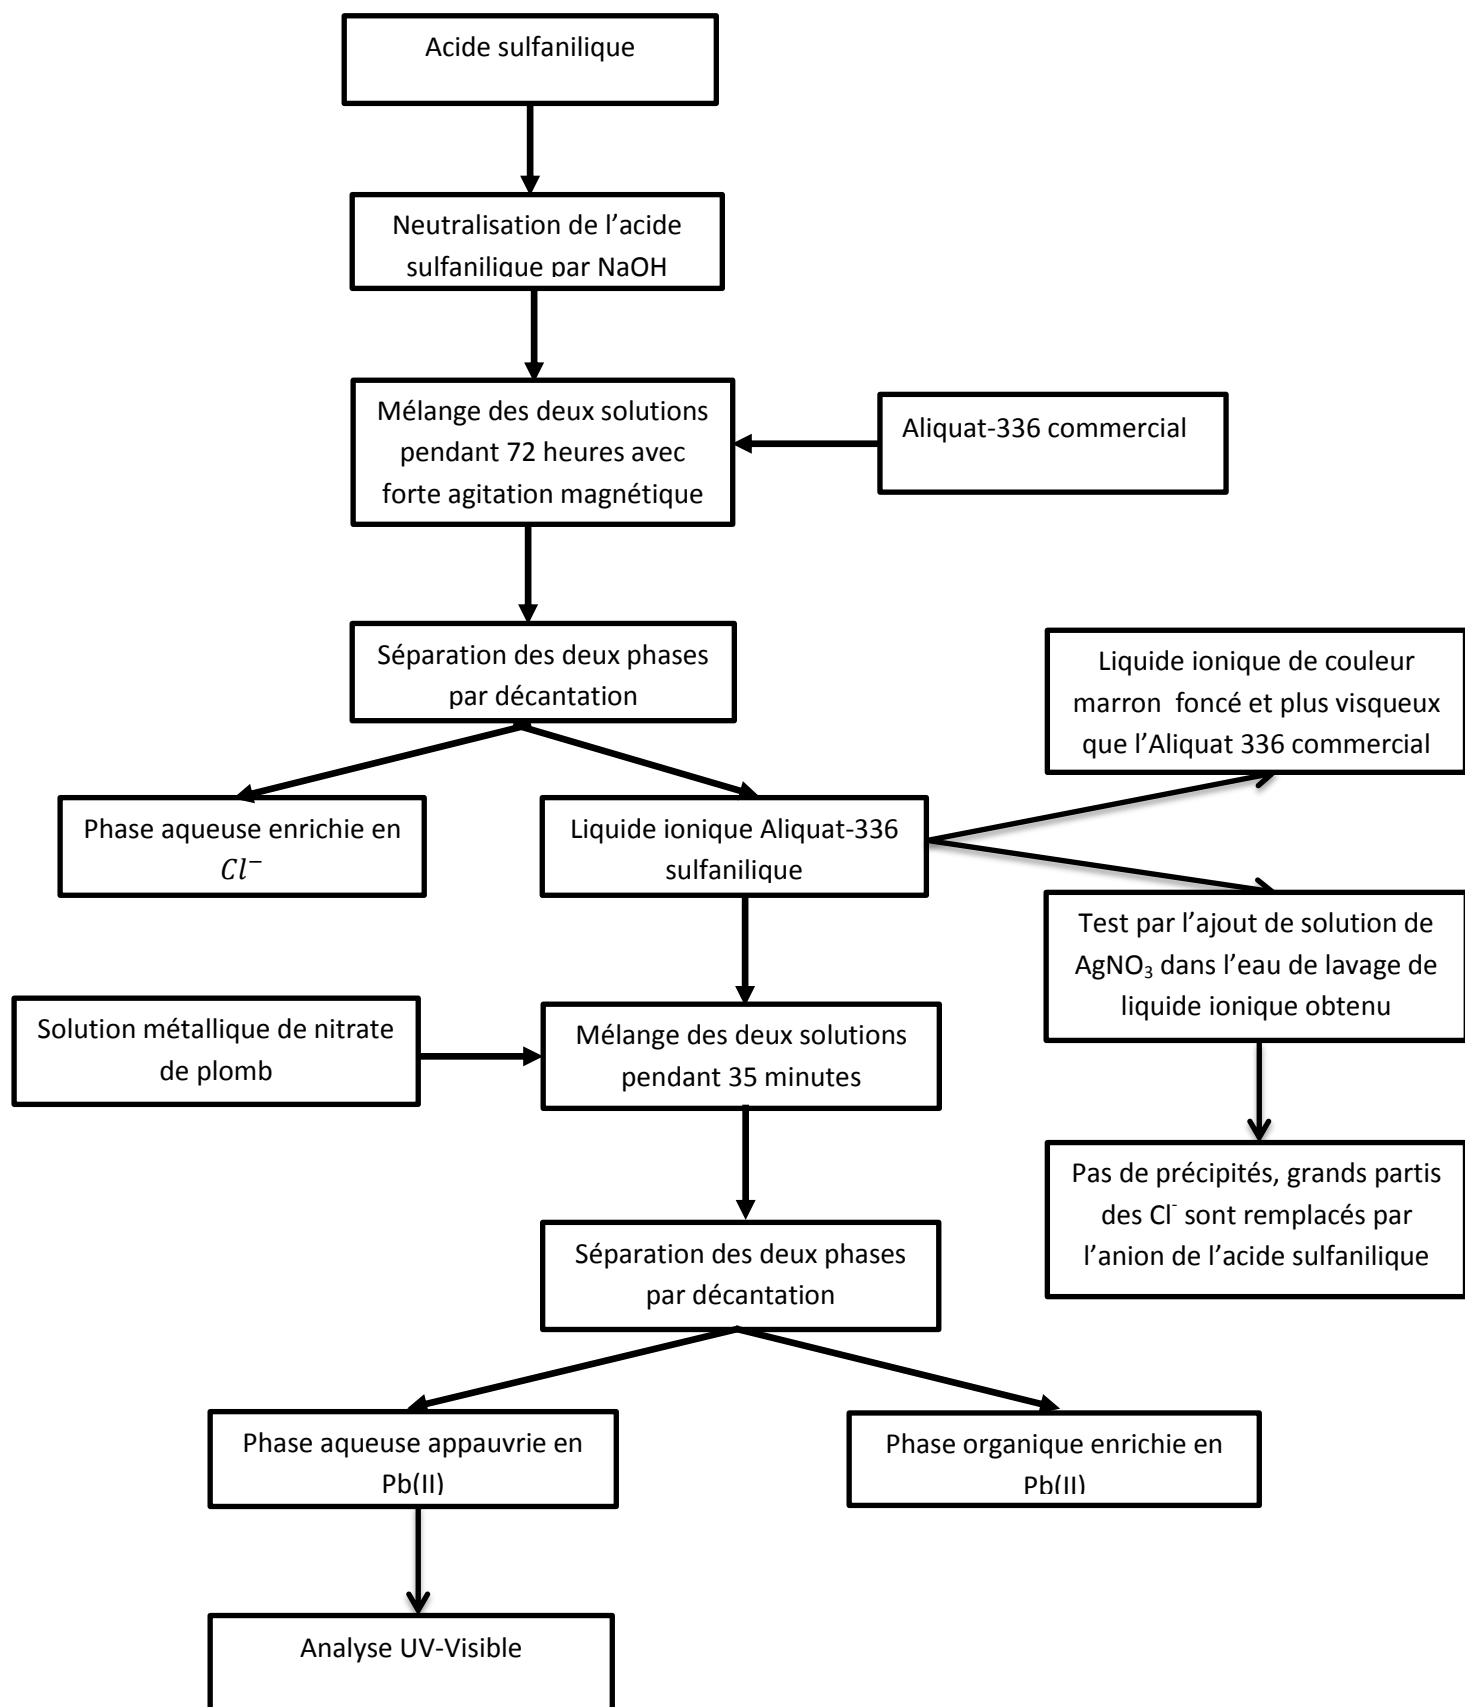 Acide sulfanilique
Neutralisation de l’acide
sulfanilique par NaOH
Mélange des deux solutions
pendant 72 heures avec
forte agitation magnétique
Aliquat-336 commercial
Séparation des deux phases
par décantation
Liquide ionique de couleur
marron  foncé et plus visqueux
que l’Aliquat 336 commercial
Phase aqueuse enrichie en
Cl⁻
Liquide ionique Aliquat-336
sulfanilique
Test par l’ajout de solution de
AgNO₃ dans l’eau de lavage de
liquide ionique obtenu
Solution métallique de nitrate
de plomb
Mélange des deux solutions
pendant 35 minutes
Pas de précipités, grands partis
des Cl⁻ sont remplacés par
l’anion de l’acide sulfanilique
Séparation des deux phases
par décantation
Phase aqueuse appauvrie en
Pb(II)
Phase organique enrichie en
Pb(II)
Analyse UV-Visible